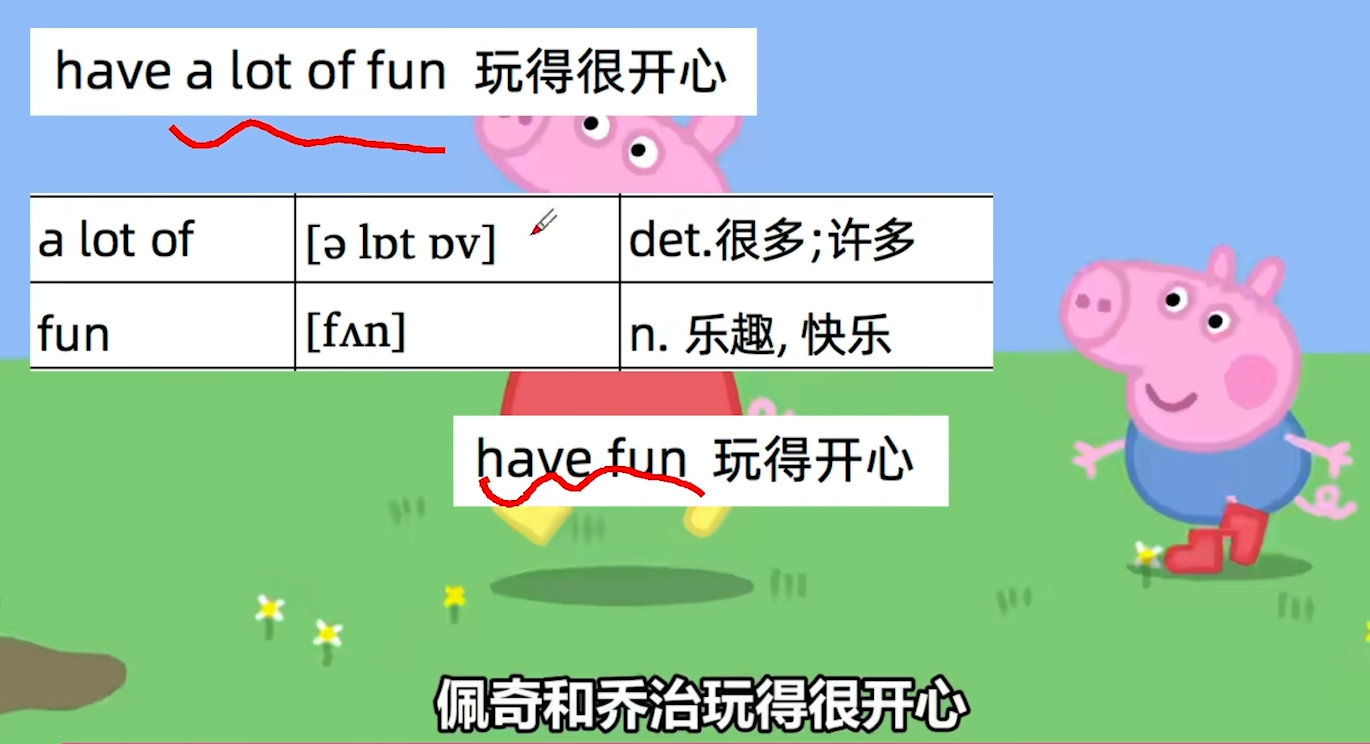 have a lot of fun 玩得很开心
a lot of [ə lɒt ɒv] det.很多;许多
fun [fʌn] n. 乐趣, 快乐
have fun 玩得开心
佩奇和乔治玩得很开心